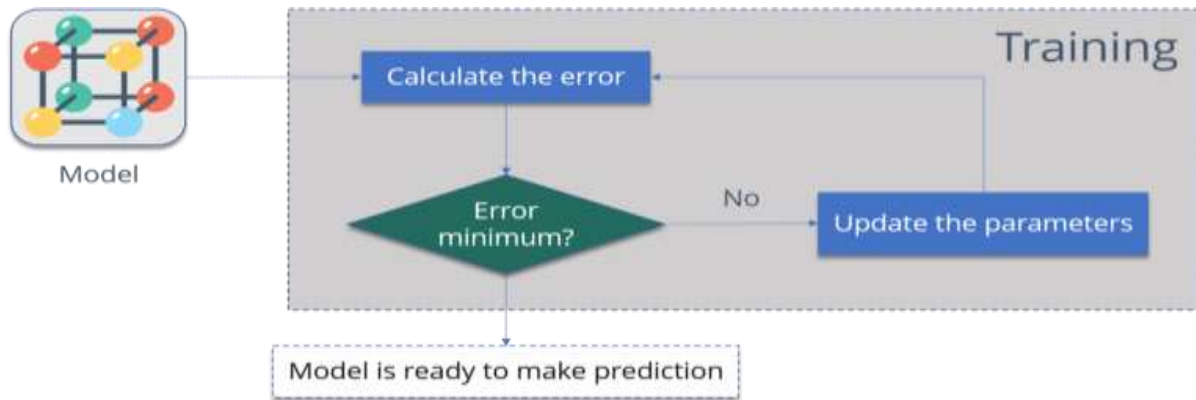 Training
Calculate the error
Model
Error
minimum?
No
Update the parameters
Model is ready to make prediction